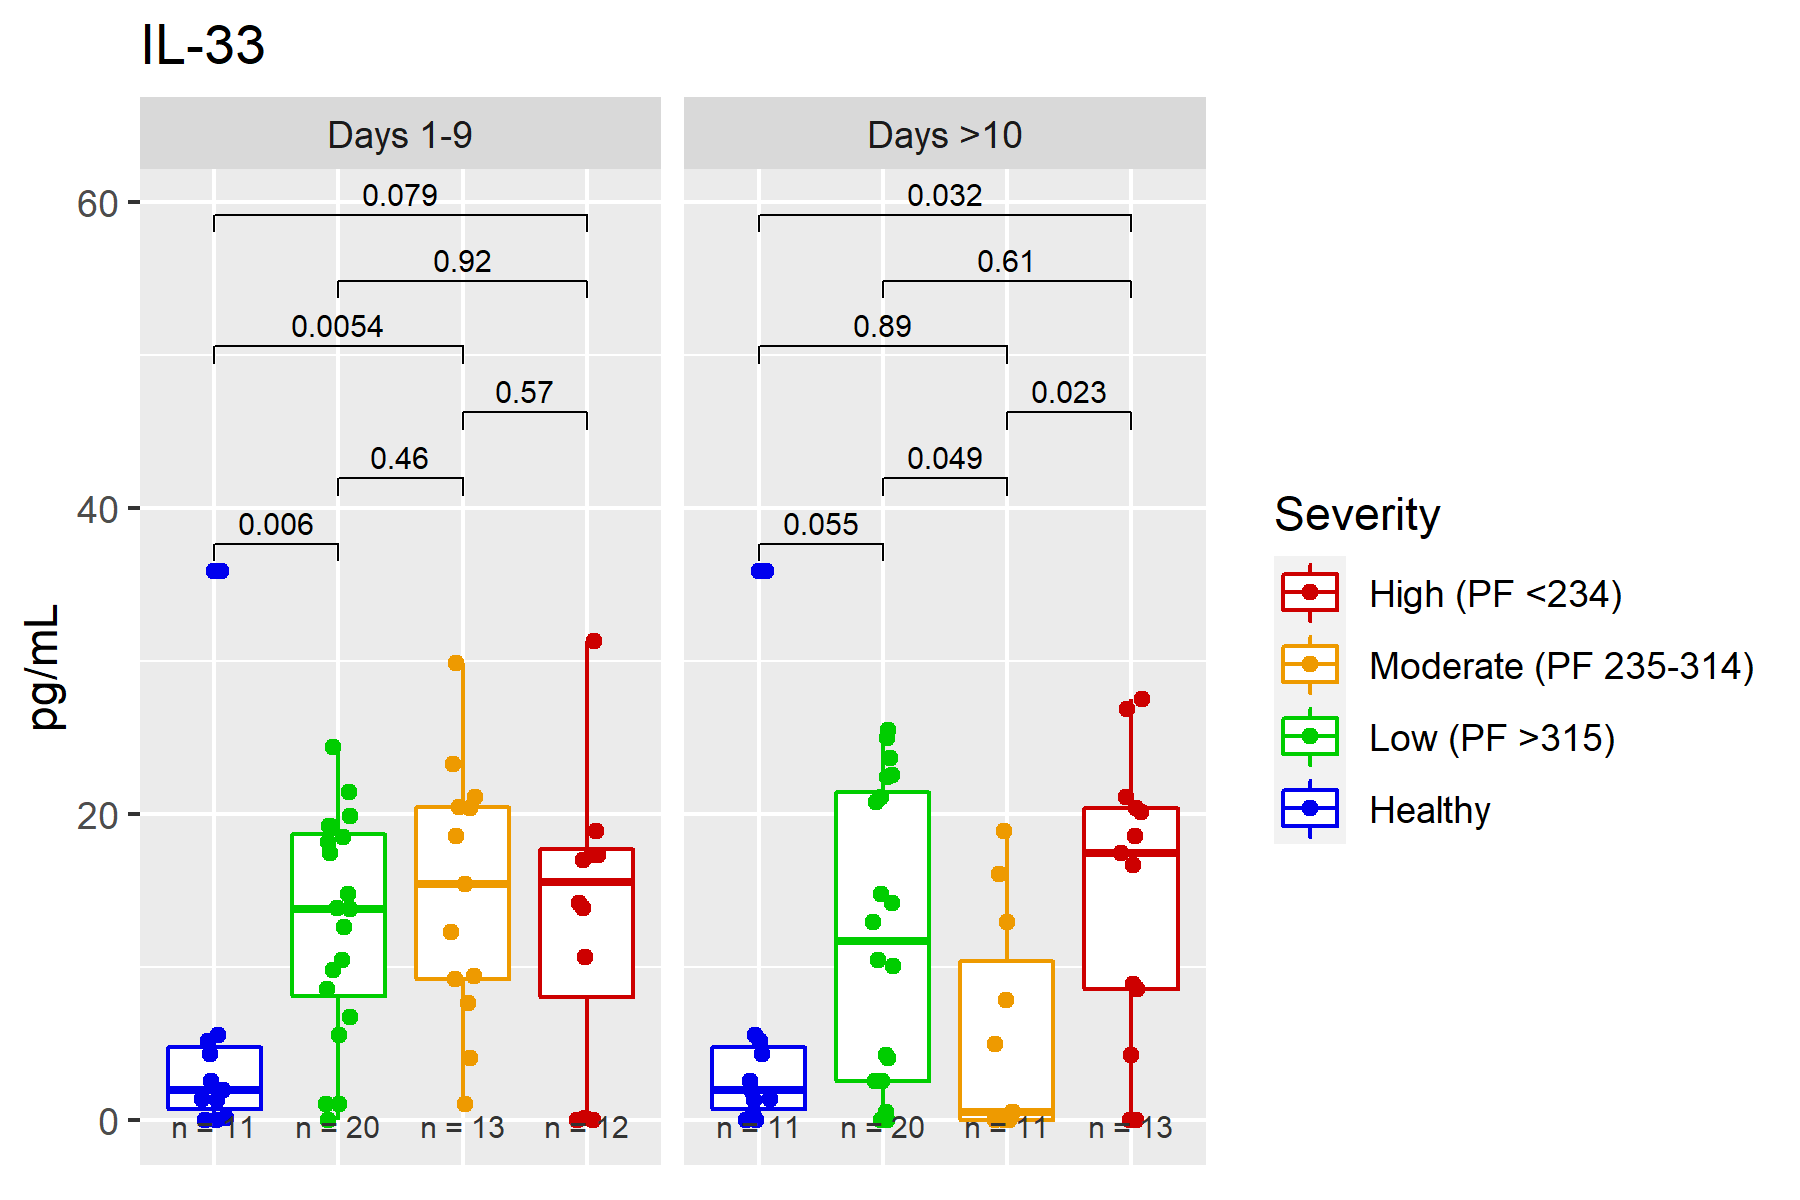 IL-33
Days 1-9
Days >10
60
40
20
0
pg/mL
0.079
0.92
0.0054
0.57
0.46
0.006
n = 11
n = 20
n = 13
n = 12
0.032
0.61
0.89
0.023
0.049
0.055
n = 11
n = 20
n = 11
n = 13
Severity
High (PF <234)
Moderate (PF 235-314)
Low (PF >315)
Healthy